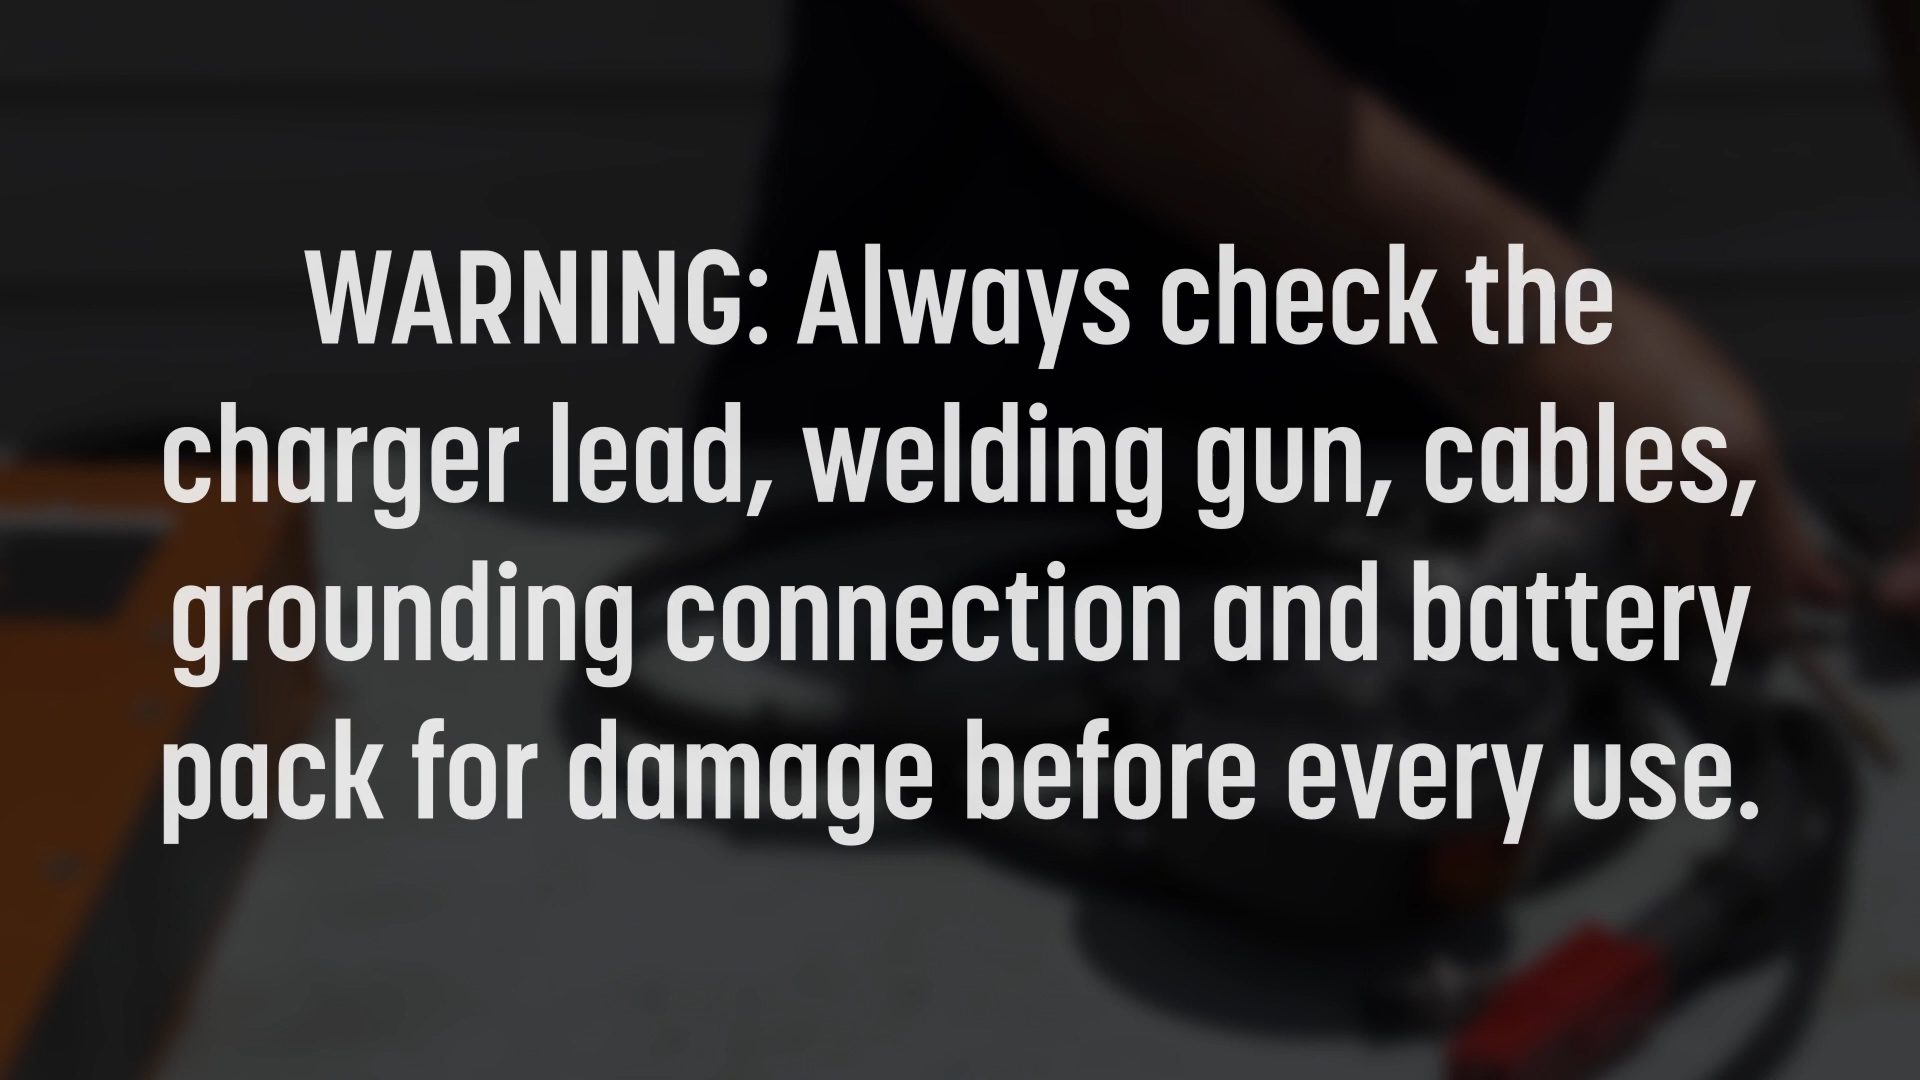 WARNING: Always check the
charger lead, welding gun, cables,
grounding connection and battery
pack for damage before every use.